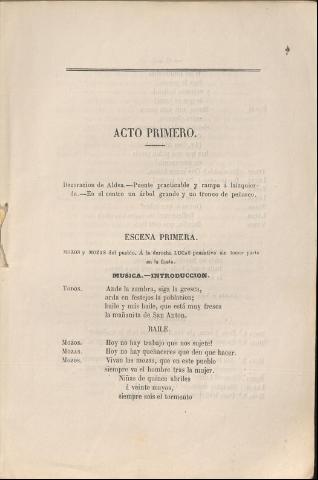 ACTO PRIMERO.
Decoracion de Aldea.—Puente practicable y rampa á laizquier-
da.—En el centro un árbol grande y un tronco de peñasco.
ESCENA PRIMERA.
MOZOS y MOZAS del pueblo. Á la derecha LUCAS pensativo sin tomar parte
en la fiesta.
MUSICA.—INTRODUCCION.
TODOS. Ande la zambra, siga la gresca,
arda en festejos la poblacion;
baile y mas baile, que está muy fresca
la mañanita de San Anton.
BAILE.
MOZOS. Hoy no hay trabajo que nos sujete!
MOZAS. Hoy no hay quehaceres que den que hacer.
MOZOS. Vivan las mozas, que en este pueblo
siempre va el hombre tras la mujer.
Niñas de quince abriles
á veinte mayos,
siempre sois el tormento